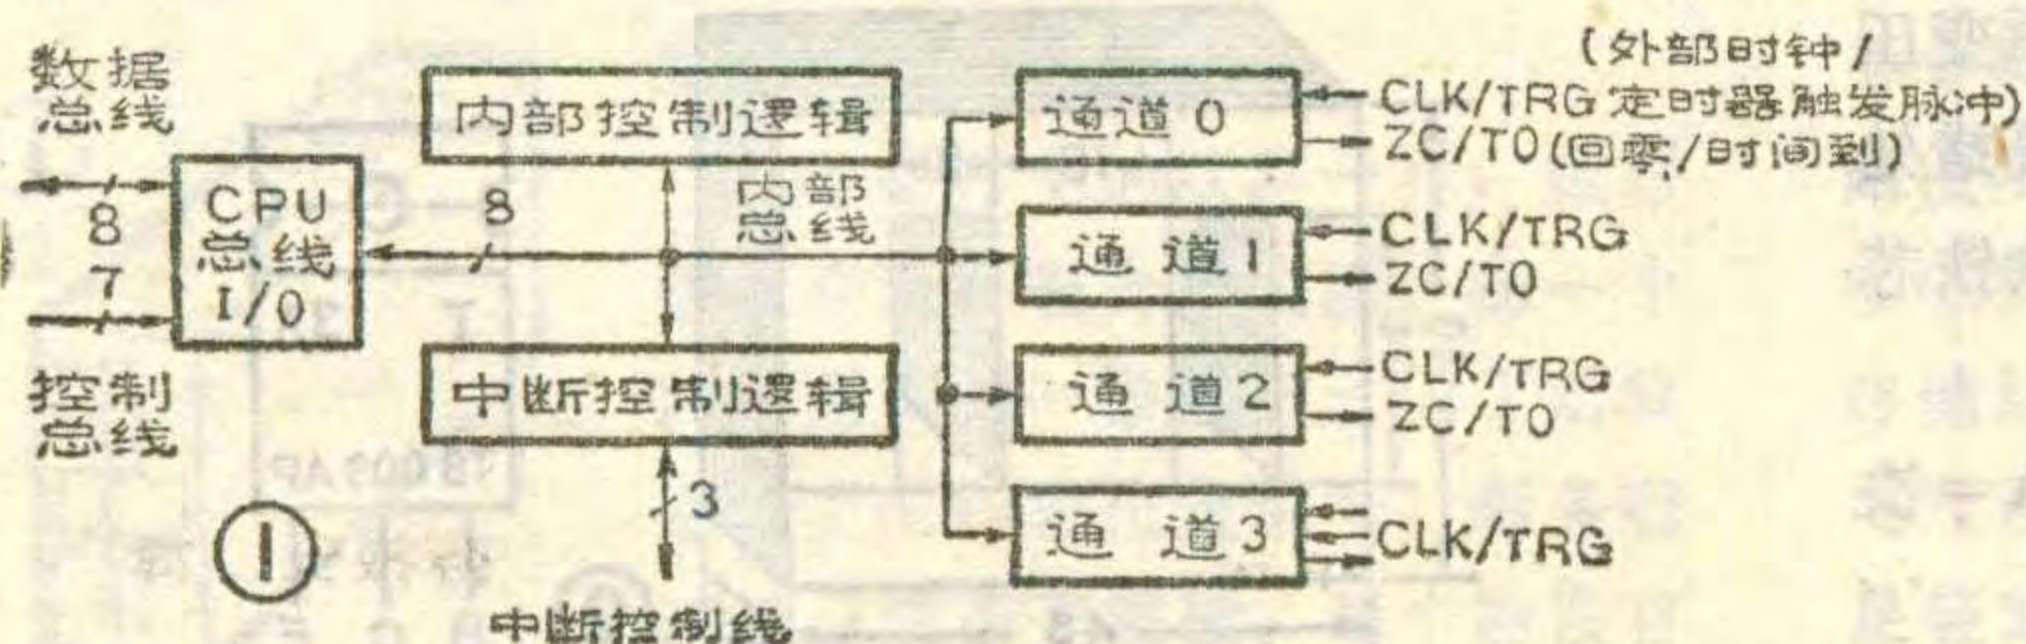 数据
总线
8
7
控制
总线
CPU
总线
I/O
内部控制逻辑
8
内部
总线
中断控制逻辑
3
中断控制线
通道0
通道1
通道2
通道3
(外部时钟/
CLK/TRG定时器触发脉冲)
ZC/TO(回零/时间到)
CLK/TRG
ZC/TO
CLK/TRG
ZC/TO
CLK/TRG
①